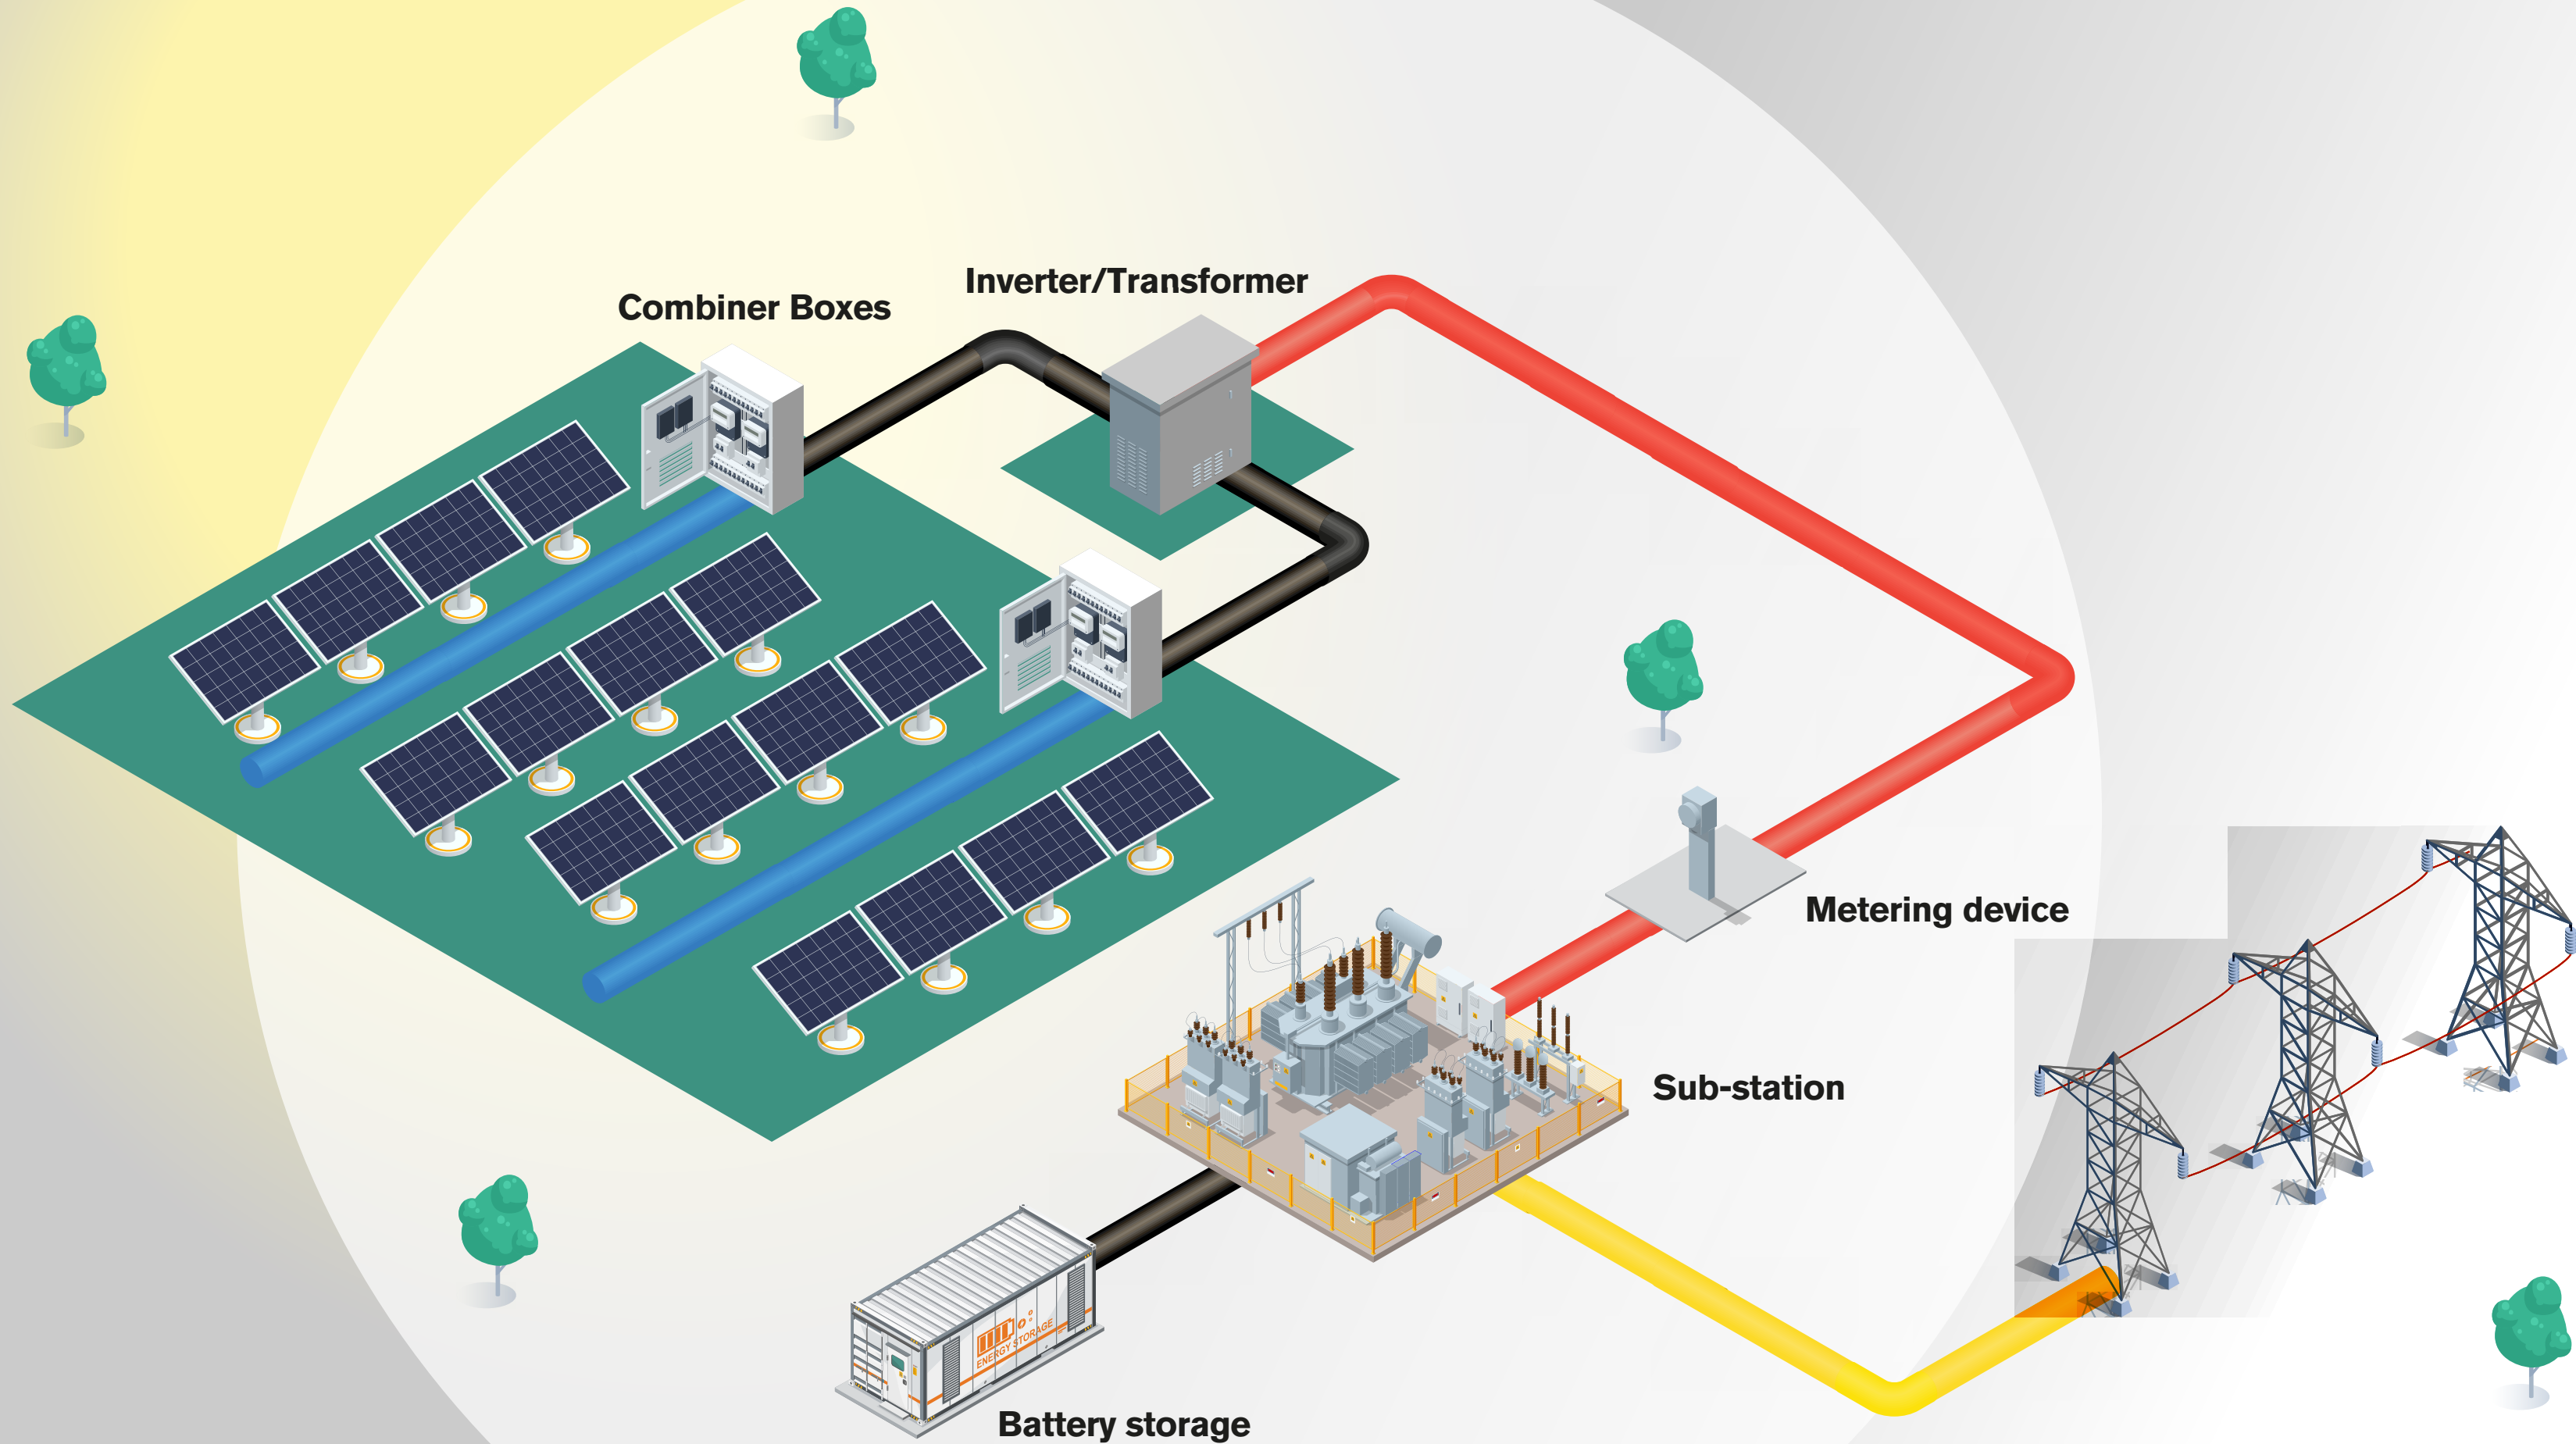 Inverter/Transformer
Combiner Boxes
Metering device
Sub-station
ENERGY STORAGE
Battery storage